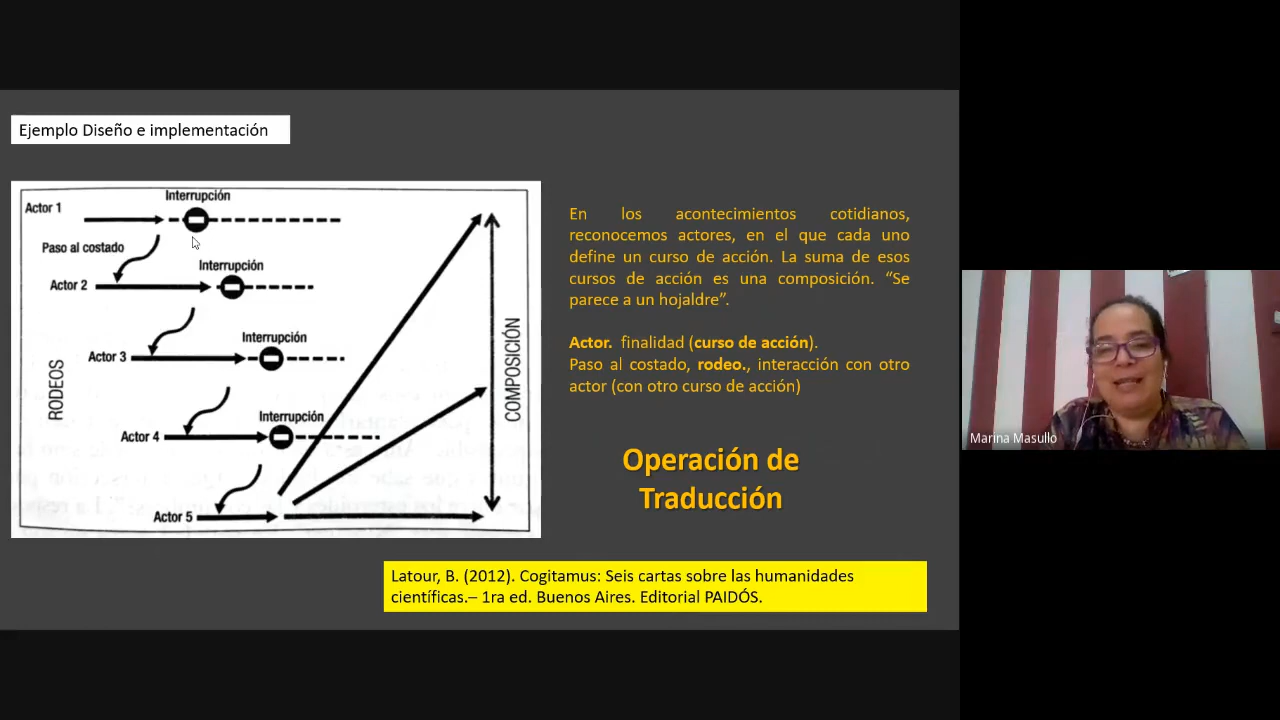 Ejemplo Diseño e implementación
Interrupción
Actor 1
Paso al costado
Interrupción
Actor 2
Interrupción
Actor 3
Interrupción
Actor 4
Actor 5
RODEOS
COMPOSICIÓN
En los acontecimientos cotidianos,
reconocemos actores, en el que cada uno
define un curso de acción. La suma de esos
cursos de acción es una composición. “Se
parece a un hojaldre”.
Actor. finalidad (curso de acción).
Paso al costado, rodeo., interacción con otro
actor (con otro curso de acción)
Operación de
Traducción
Latour, B. (2012). Cogitamus: Seis cartas sobre las humanidades
científicas.– 1ra ed. Buenos Aires. Editorial PAIDÓS.
Marina Masullo